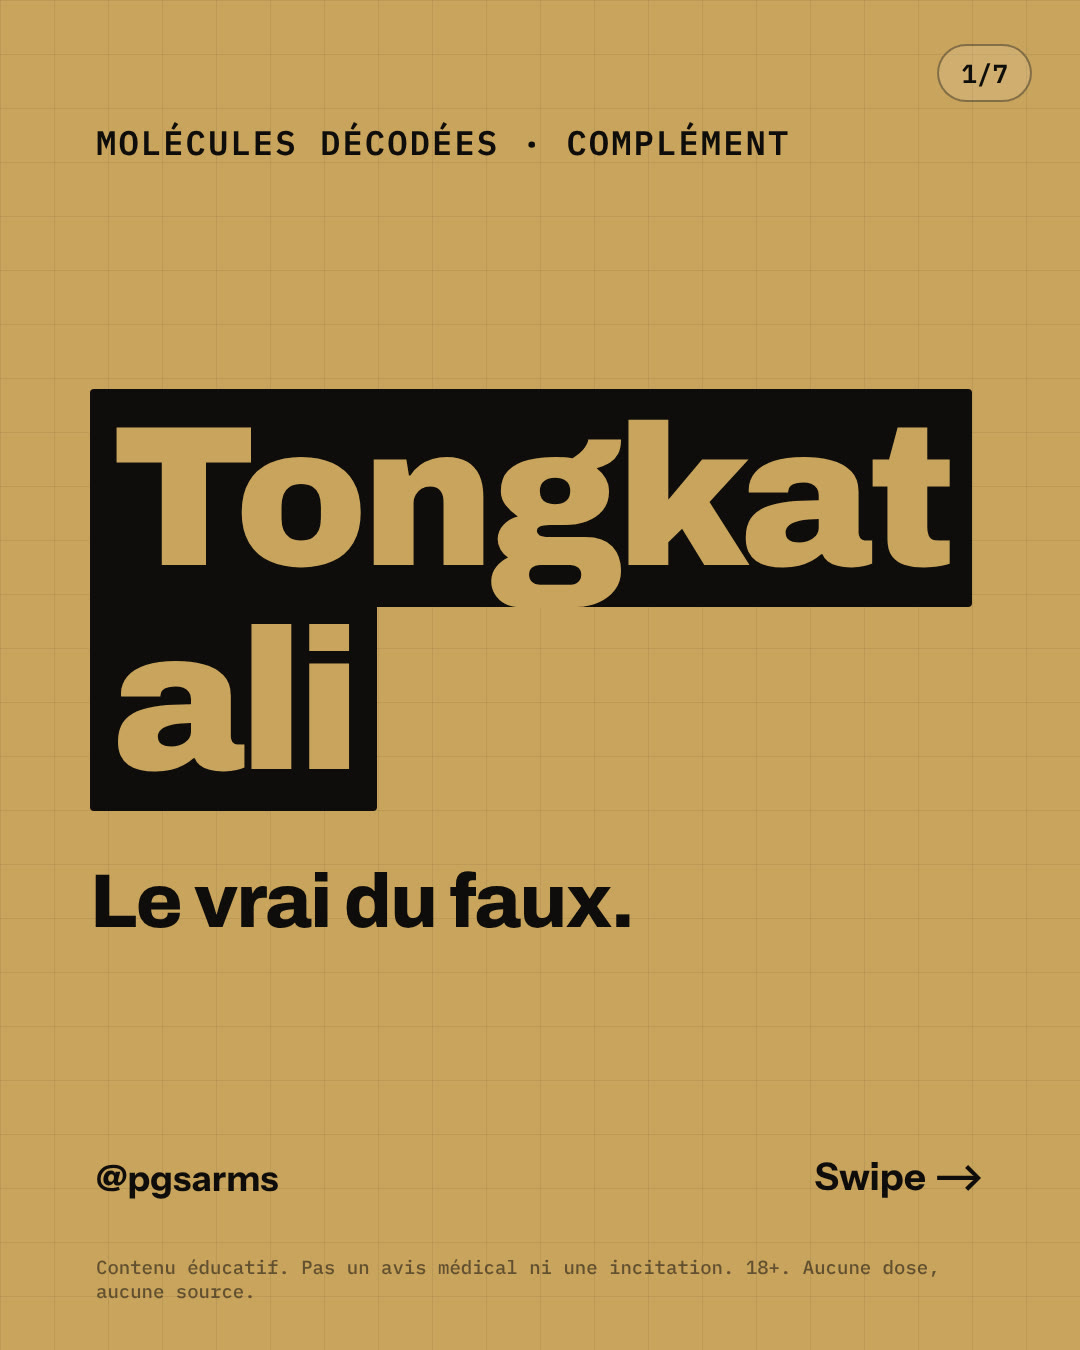 1/7
MOLÉCULES DÉCODÉES · COMPLÉMENT
Tongkat
ali
Le vrai du faux.
@pgsarms
Swipe →
Contenu éducatif. Pas un avis médical ni une incitation. 18+. Aucune dose,
aucune source.